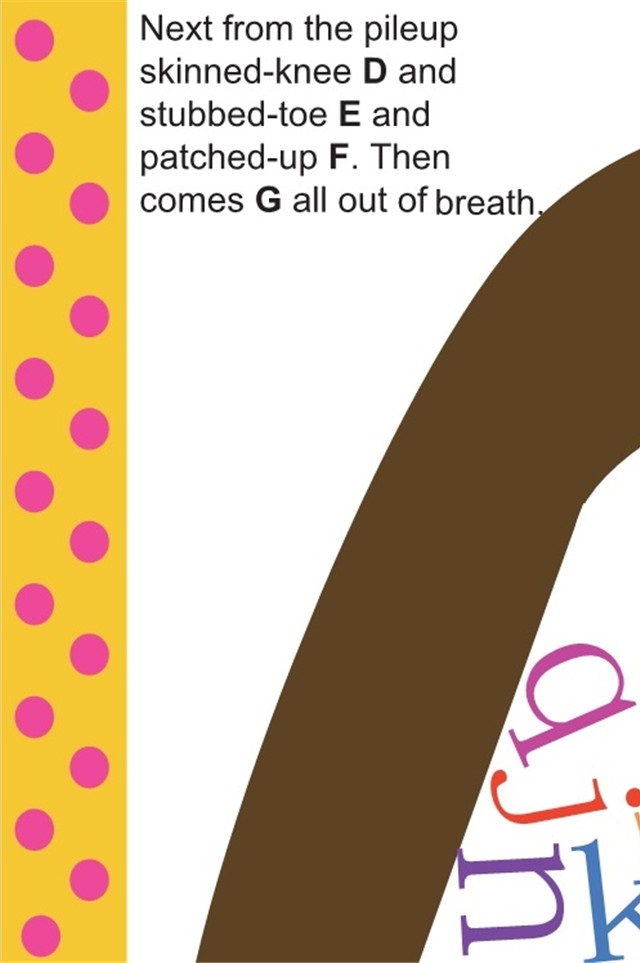 Next from the pileup
skinned-knee D and
stubbed-toe E and
patched-up F. Then
comes G all out of breath.
q
J
n
k